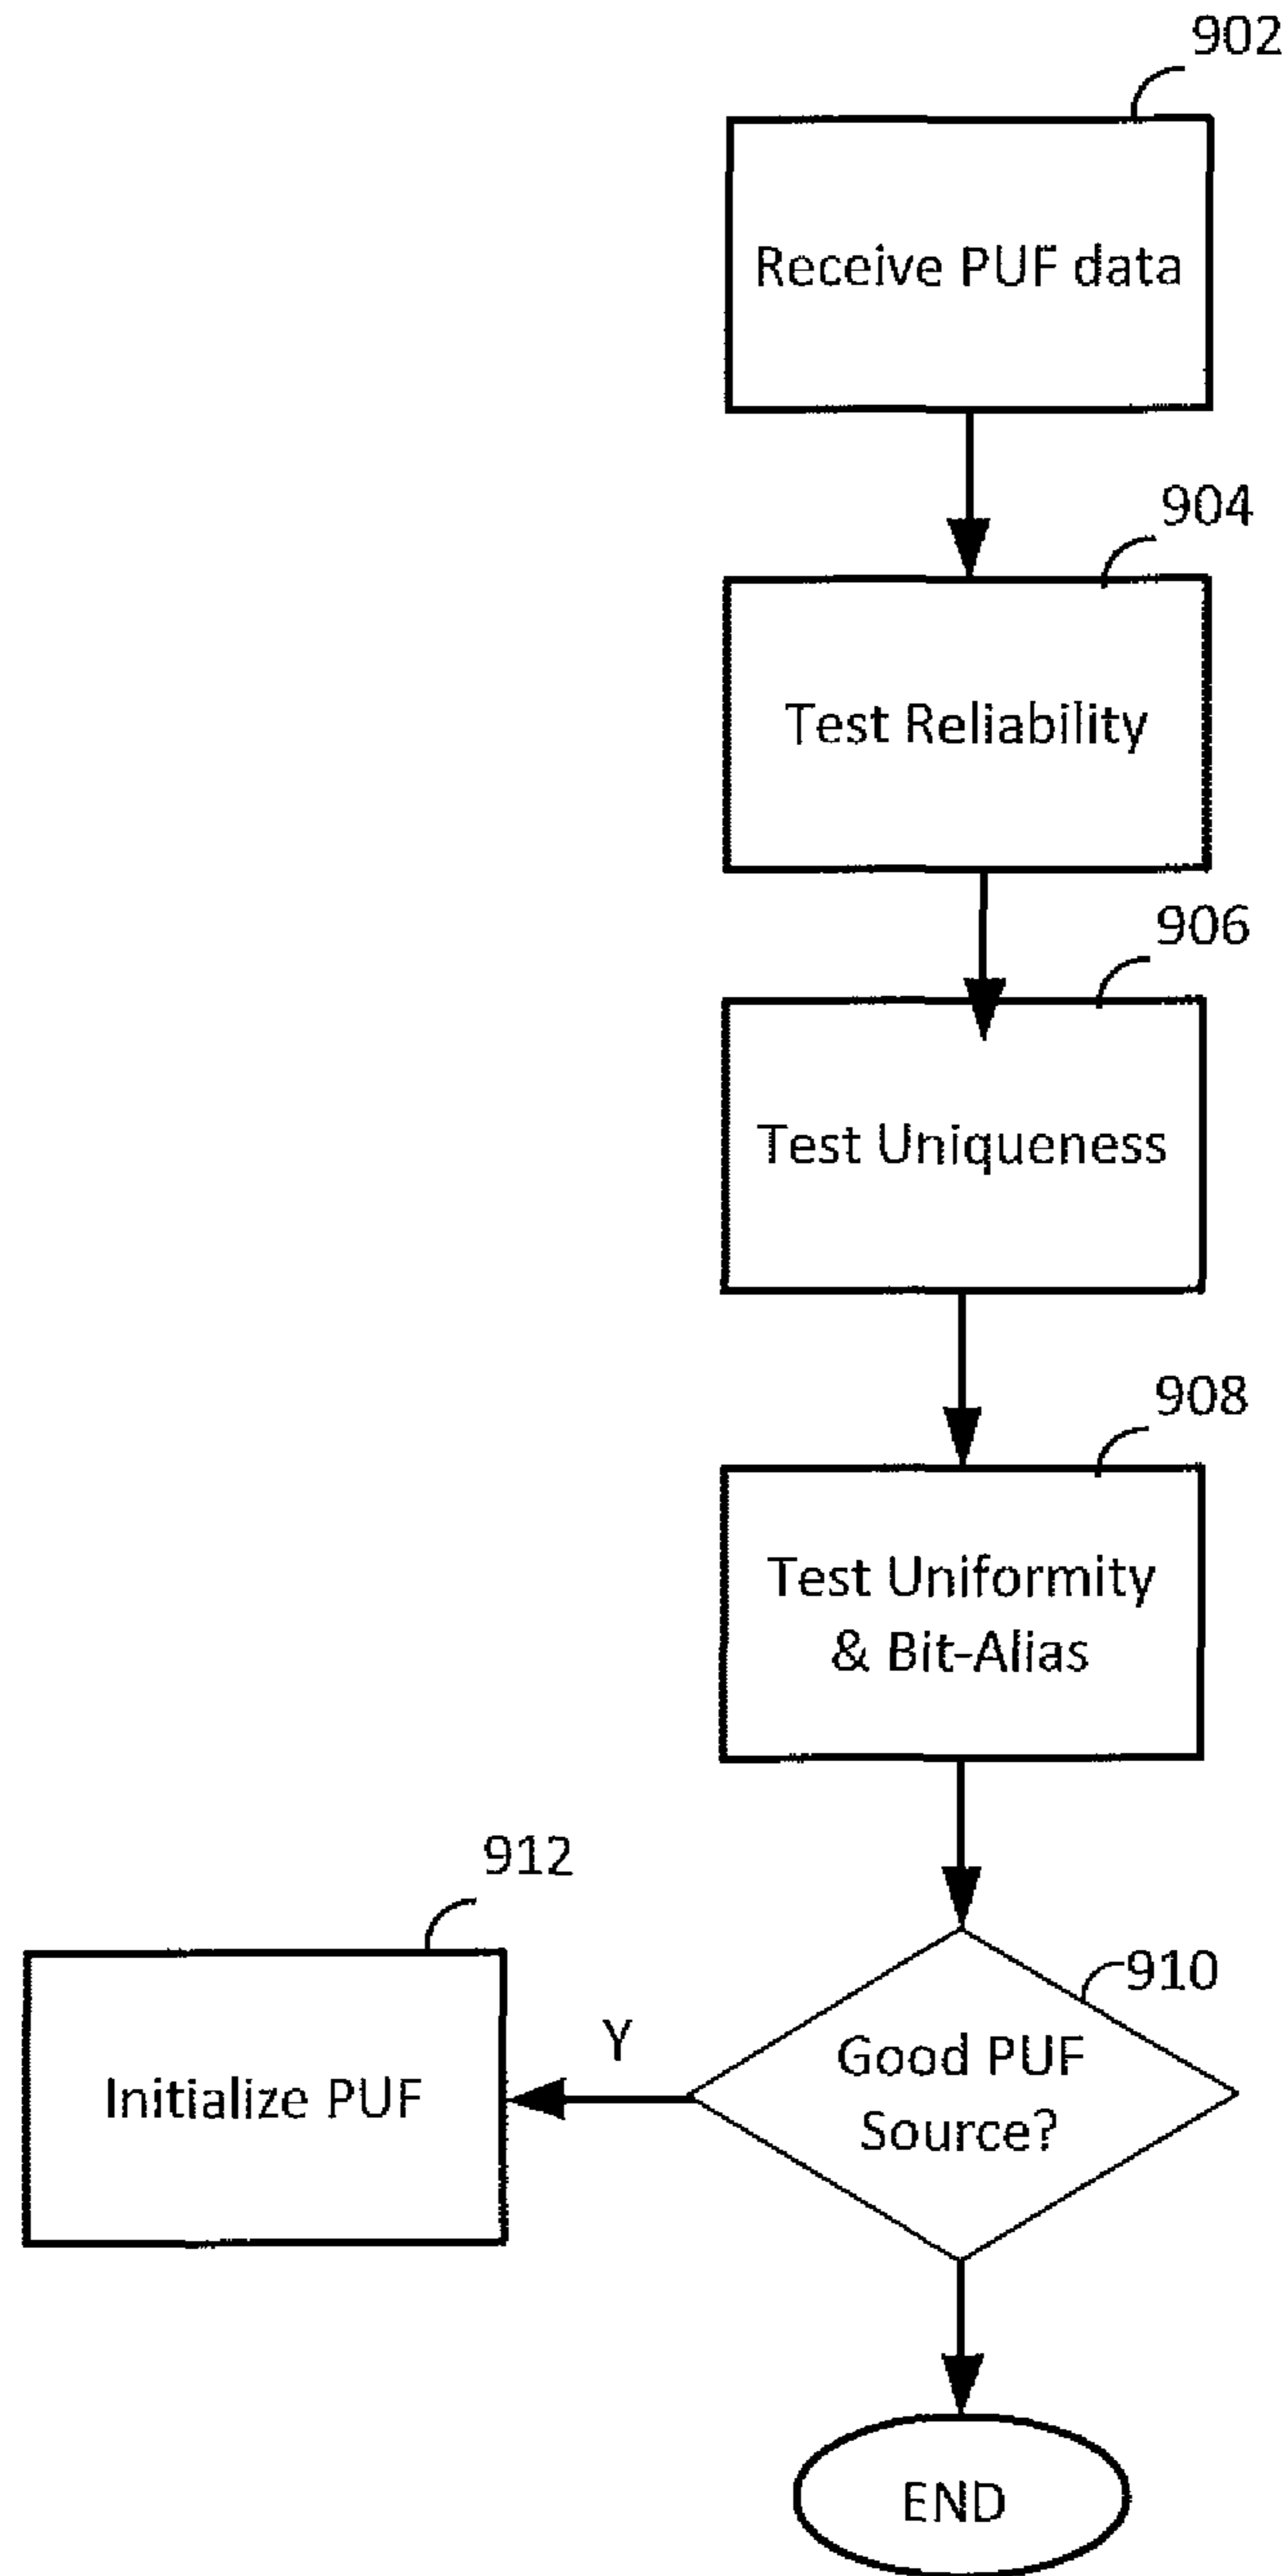 902
Receive PUF data
904
Test Reliability
906
Test Uniqueness
908
Test Uniformity
& Bit-Alias
912
910
Y
Good PUF
Source?
Initialize PUF
END